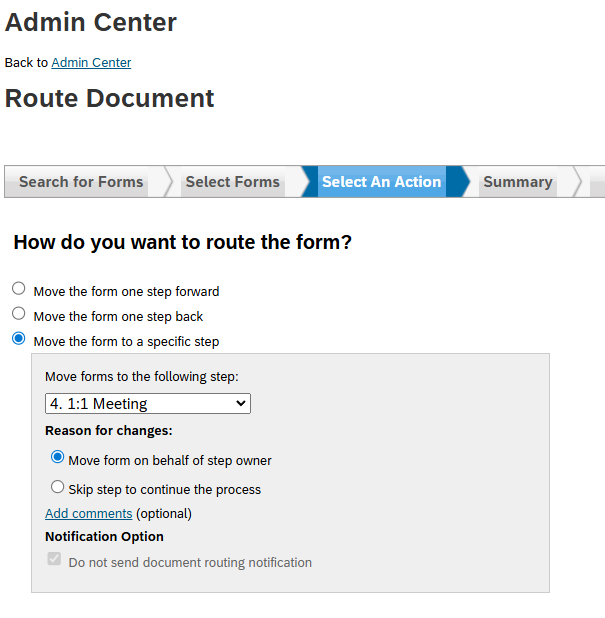 Admin Center
Back to Admin Center
Route Document
Search for Forms Select Forms Select An Action Summary
How do you want to route the form?
Move the form one step forward
Move the form one step back
Move the form to a specific step
Move forms to the following step:
4. 1:1 Meeting
Reason for changes:
Move form on behalf of step owner
Skip step to continue the process
Add comments (optional)
Notification Option
Do not send document routing notification